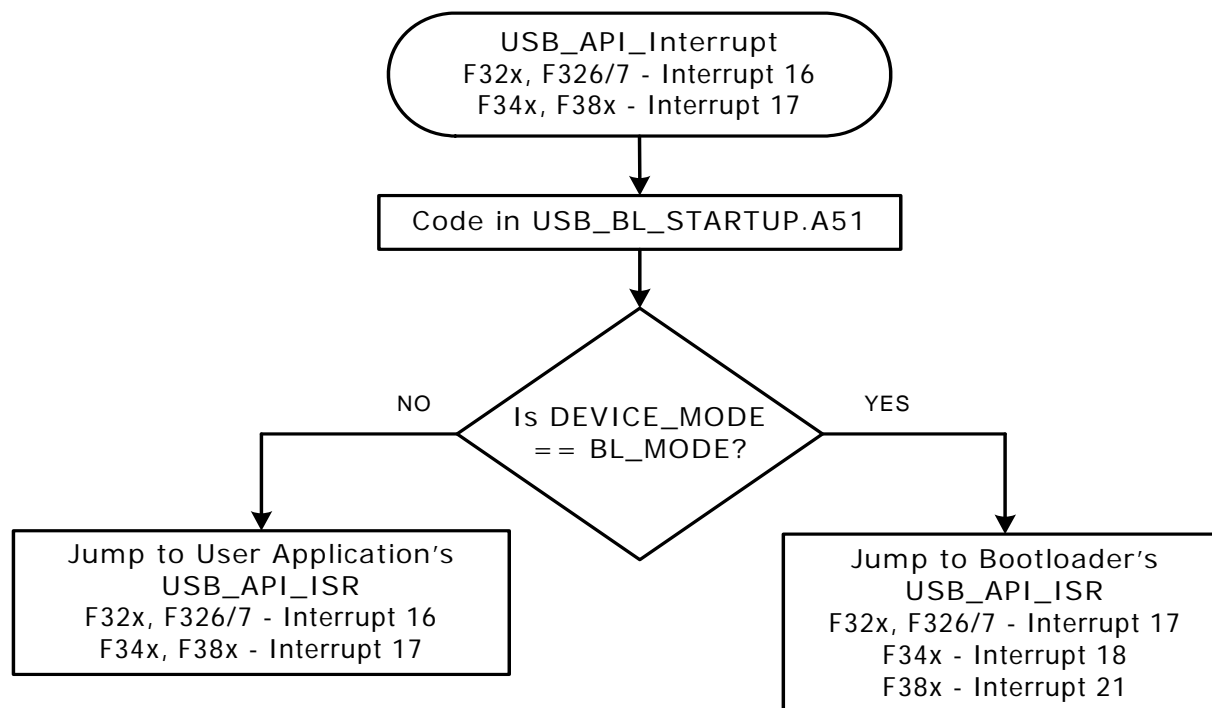 USB_API_Interrupt
F32x, F326/7 - Interrupt 16
F34x, F38x - Interrupt 17
Code in USB_BL_STARTUP.A51
Is DEVICE_MODE
== BL_MODE?
NO
YES
Jump to User Application's
USB_API_ISR
F32x, F326/7 - Interrupt 16
F34x, F38x - Interrupt 17
Jump to Bootloader's
USB_API_ISR
F32x, F326/7 - Interrupt 17
F34x - Interrupt 18
F38x - Interrupt 21